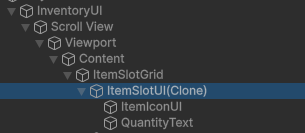 InventoryUI
Scroll View
Viewport
Content
ItemSlotGrid
ItemSlotUI(Clone)
ItemIconUI
QuantityText